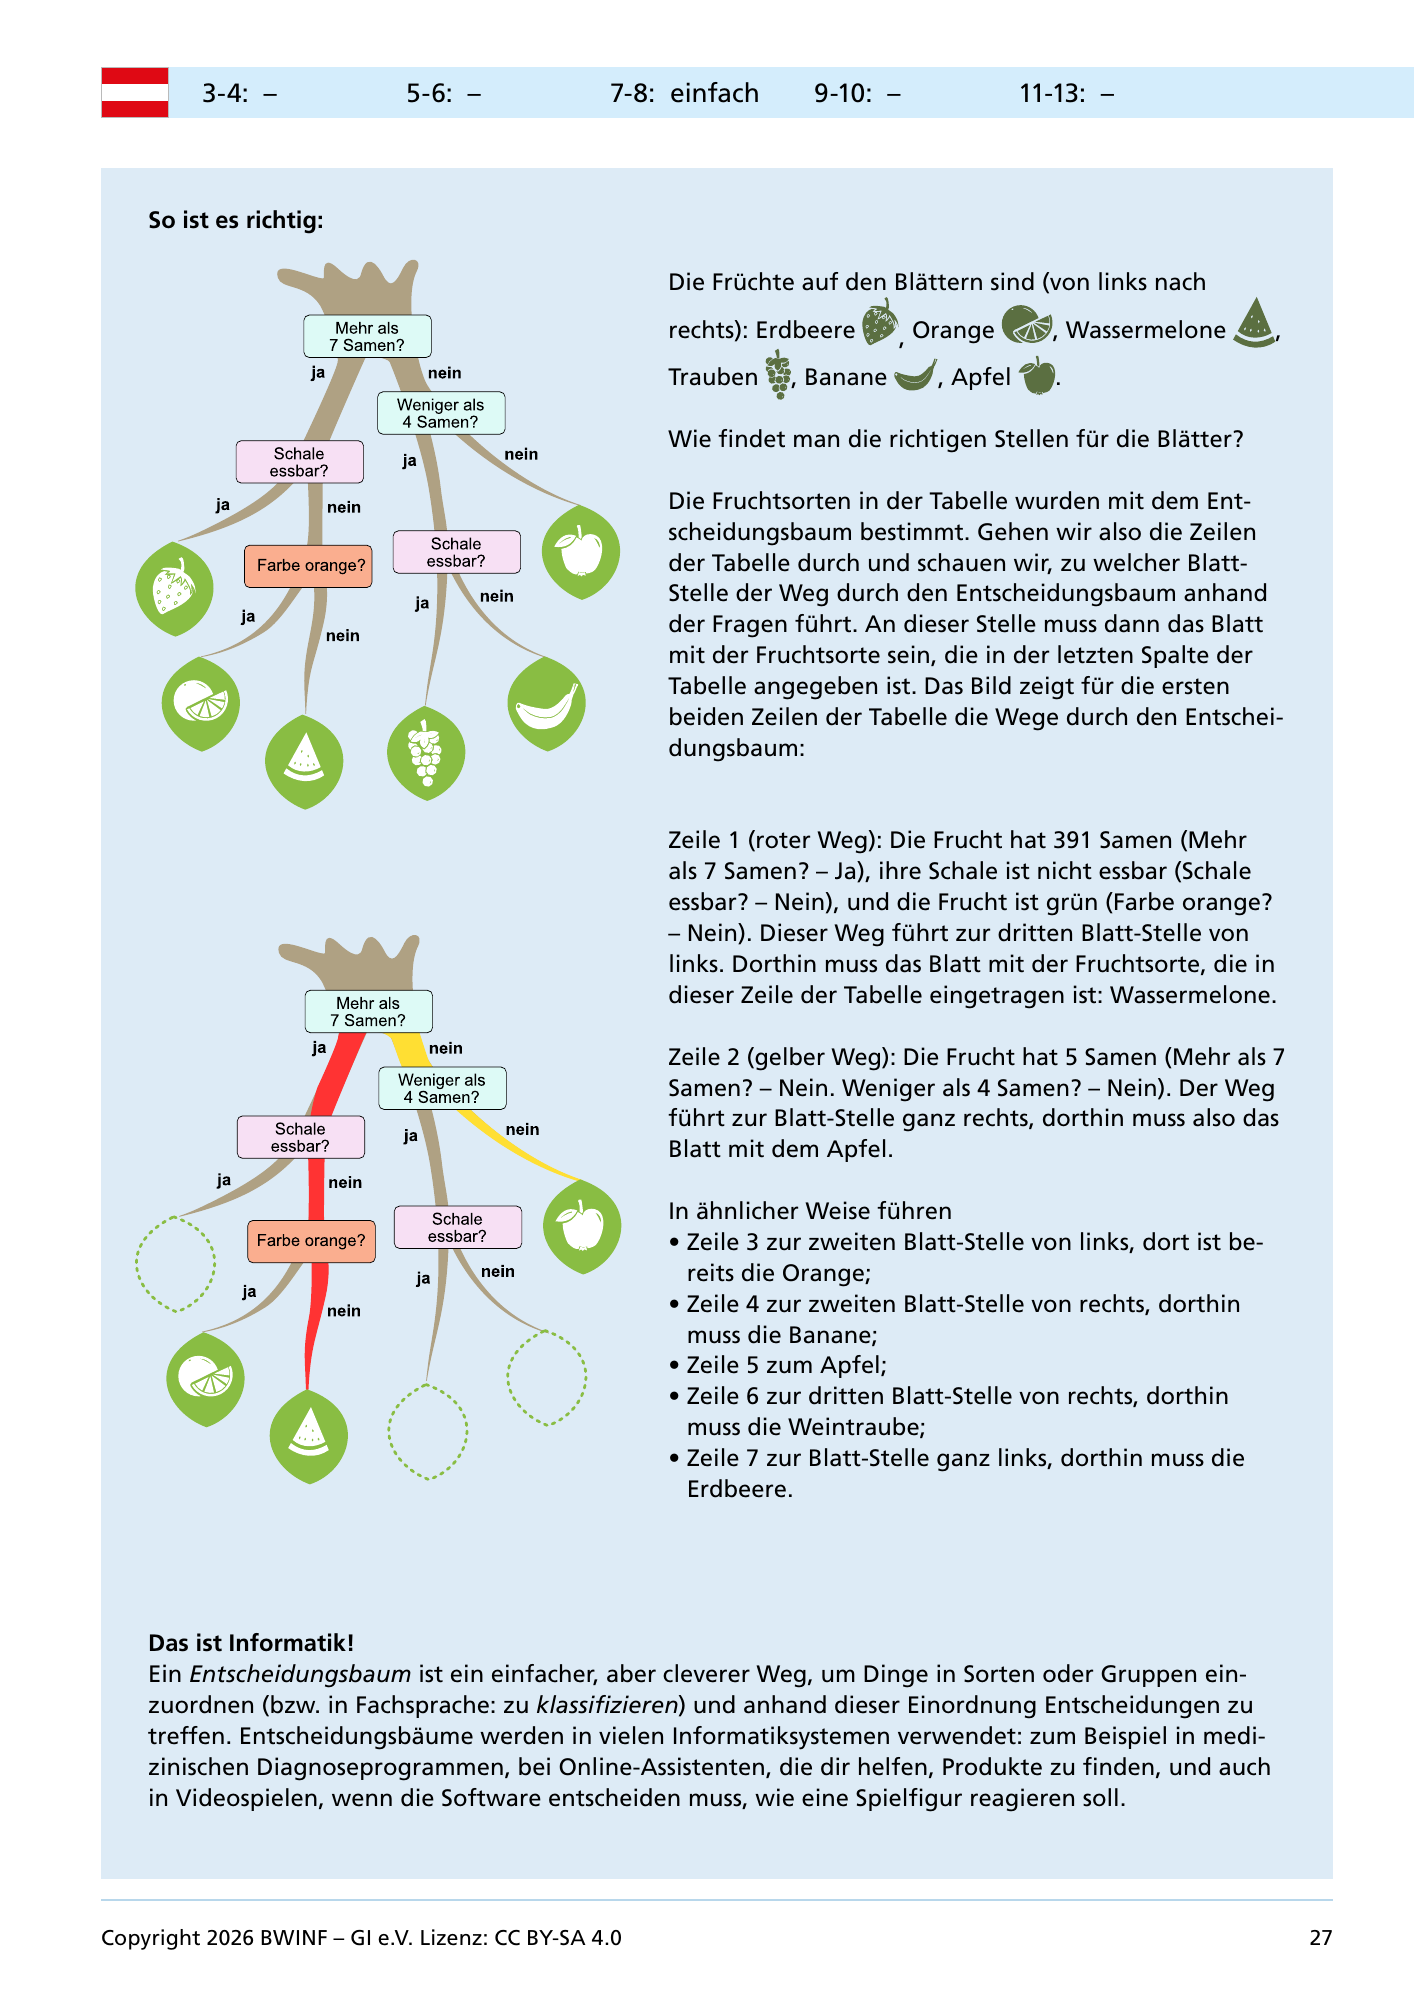 3-4: –
5-6: –
7-8: einfach
9-10: –
11-13: –
So ist es richtig:
Mehr als
7 Samen?
ja
nein
Weniger als
4 Samen?
Schale
essbar?
ja
nein
ja
nein
Farbe orange?
Schale
essbar?
ja
nein
ja
nein
Die Früchte auf den Blättern sind (von links nach
rechts): Erdbeere , Orange , Wassermelone ,
Trauben , Banane , Apfel .
Wie findet man die richtigen Stellen für die Blätter?
Die Fruchtsorten in der Tabelle wurden mit dem Ent-
scheidungsbaum bestimmt. Gehen wir also die Zeilen
der Tabelle durch und schauen wir, zu welcher Blatt-
Stelle der Weg durch den Entscheidungsbaum anhand
der Fragen führt. An dieser Stelle muss dann das Blatt
mit der Fruchtsorte sein, die in der letzten Spalte der
Tabelle angegeben ist. Das Bild zeigt für die ersten
beiden Zeilen der Tabelle die Wege durch den Entschei-
dungsbaum:
Mehr als
7 Samen?
ja
nein
Weniger als
4 Samen?
Schale
essbar?
ja
nein
ja
nein
Farbe orange?
Schale
essbar?
ja
nein
ja
nein
Zeile 1 (roter Weg): Die Frucht hat 391 Samen (Mehr
als 7 Samen? – Ja), ihre Schale ist nicht essbar (Schale
essbar? – Nein), und die Frucht ist grün (Farbe orange?
– Nein). Dieser Weg führt zur dritten Blatt-Stelle von
links. Dorthin muss das Blatt mit der Fruchtsorte, die in
dieser Zeile der Tabelle eingetragen ist: Wassermelone.
Zeile 2 (gelber Weg): Die Frucht hat 5 Samen (Mehr als 7
Samen? – Nein. Weniger als 4 Samen? – Nein). Der Weg
führt zur Blatt-Stelle ganz rechts, dorthin muss also das
Blatt mit dem Apfel.
In ähnlicher Weise führen
• Zeile 3 zur zweiten Blatt-Stelle von links, dort ist be-
reits die Orange;
• Zeile 4 zur zweiten Blatt-Stelle von rechts, dorthin
muss die Banane;
• Zeile 5 zum Apfel;
• Zeile 6 zur dritten Blatt-Stelle von rechts, dorthin
muss die Weintraube;
• Zeile 7 zur Blatt-Stelle ganz links, dorthin muss die
Erdbeere.
Das ist Informatik!
Ein Entscheidungsbaum ist ein einfacher, aber cleverer Weg, um Dinge in Sorten oder Gruppen ein-
zuordnen (bzw. in Fachsprache: zu klassifizieren) und anhand dieser Einordnung Entscheidungen zu
treffen. Entscheidungsbäume werden in vielen Informatiksystemen verwendet: zum Beispiel in medi-
zinischen Diagnoseprogrammen, bei Online-Assistenten, die dir helfen, Produkte zu finden, und auch
in Videospielen, wenn die Software entscheiden muss, wie eine Spielfigur reagieren soll.
Copyright 2026 BWINF – GI e.V. Lizenz: CC BY-SA 4.0
27